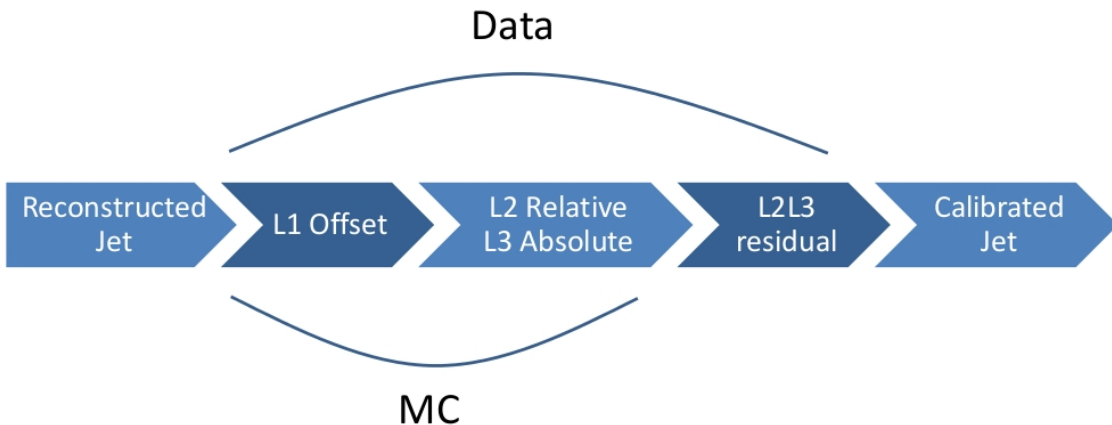 Data
Reconstructed
Jet
L1 Offset
L2 Relative
L3 Absolute
L2L3
residual
Calibrated
Jet
MC